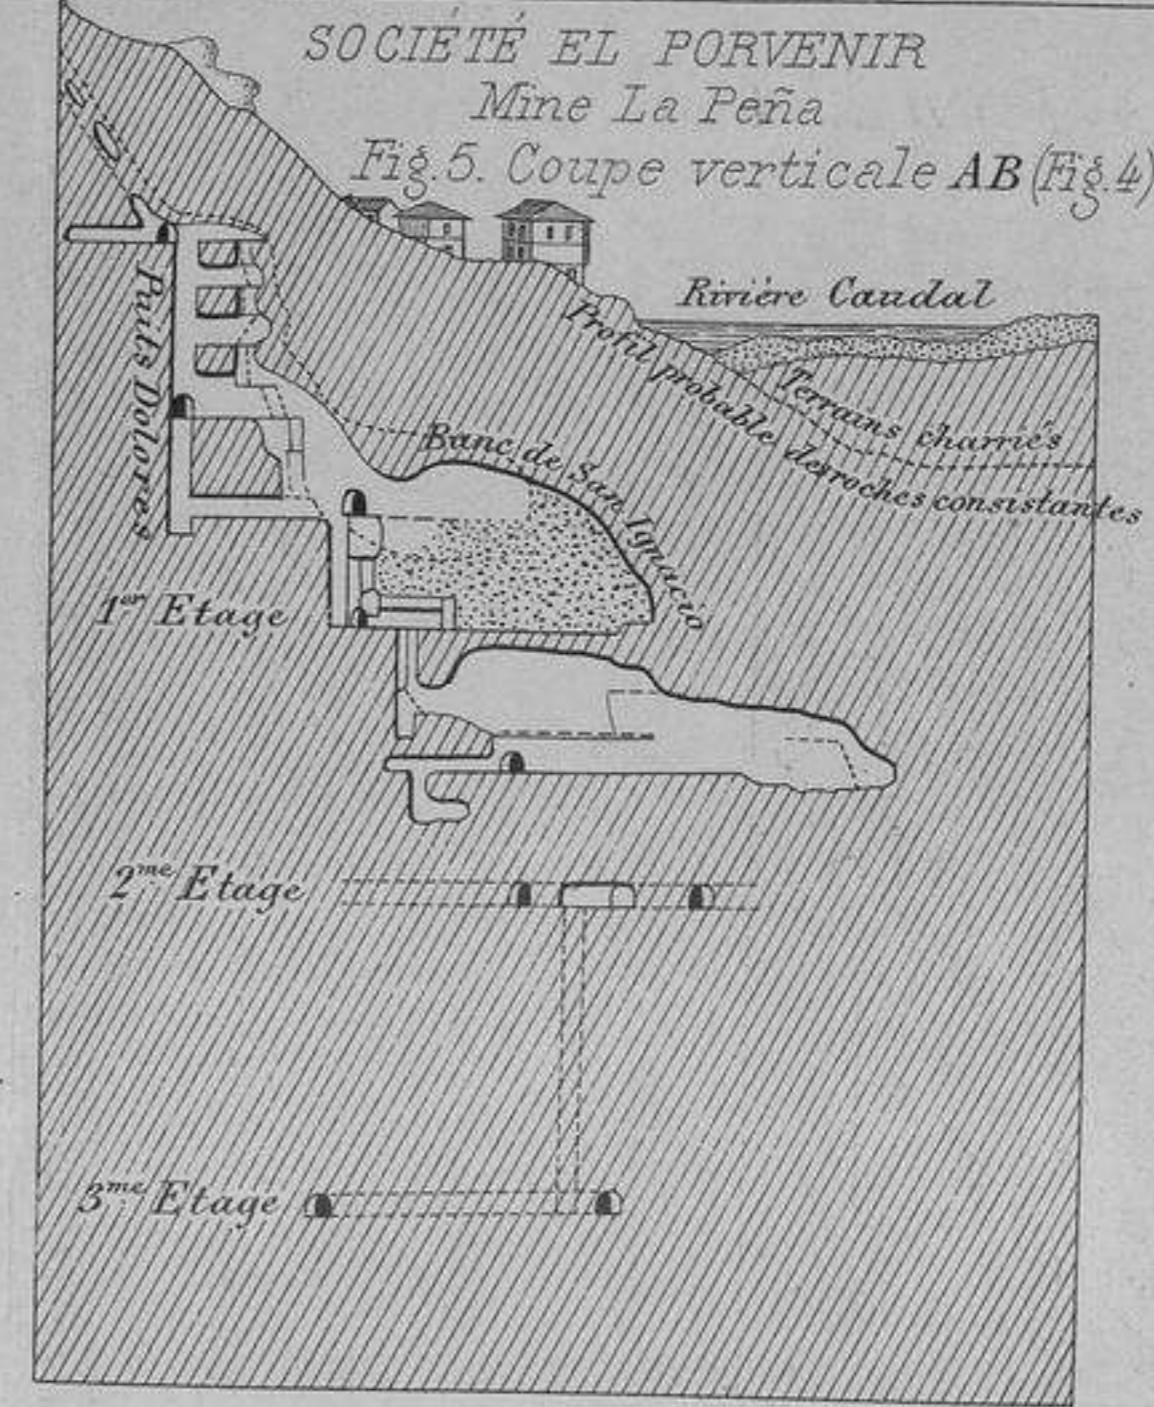 SOCIÉTÉ EL PORVENIR
Mine La Peña
Fig. 5. Coupe verticale AB (Fig. 4)
Rivière Caudal
Puits Dolores
Profil probable des roches consistantes
Terrains charriés
Banc de San Ignacio
1er Etage
2me Etage
3me Etage